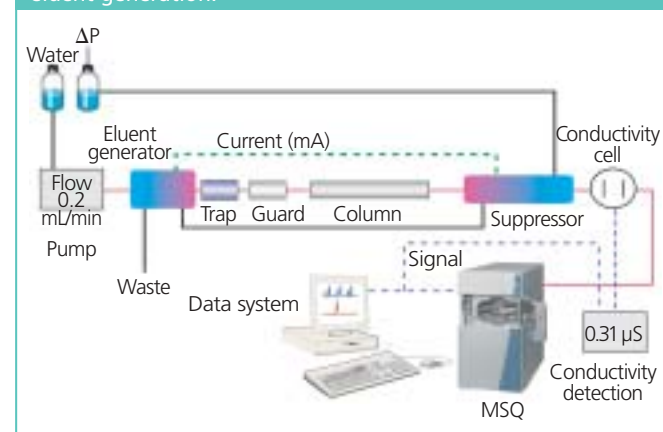 eluent generation.
ΔP
Water
Eluent
generator
Current (mA)
Conductivity
cell
Flow
0.2
mL/min
Trap
Guard
Column
Suppressor
Pump
Waste
Signal
Data system
0.31 µS
Conductivity
detection
MSQ